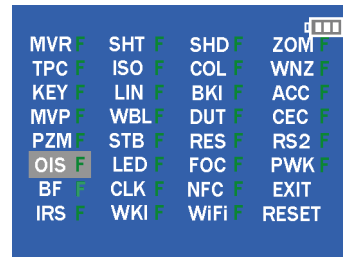 MVR F SHT F SHD F ZOM F
TPC F ISO F COL F WNZ F
KEY F LIN F BKI F ACC F
MVP F WBL F DUT F CEC F
PZM F STB F RES F RS2 F
OIS F LED F FOC F PWK F
BF F CLK F NFC F EXIT
IRS F WKI F WiFi F RESET